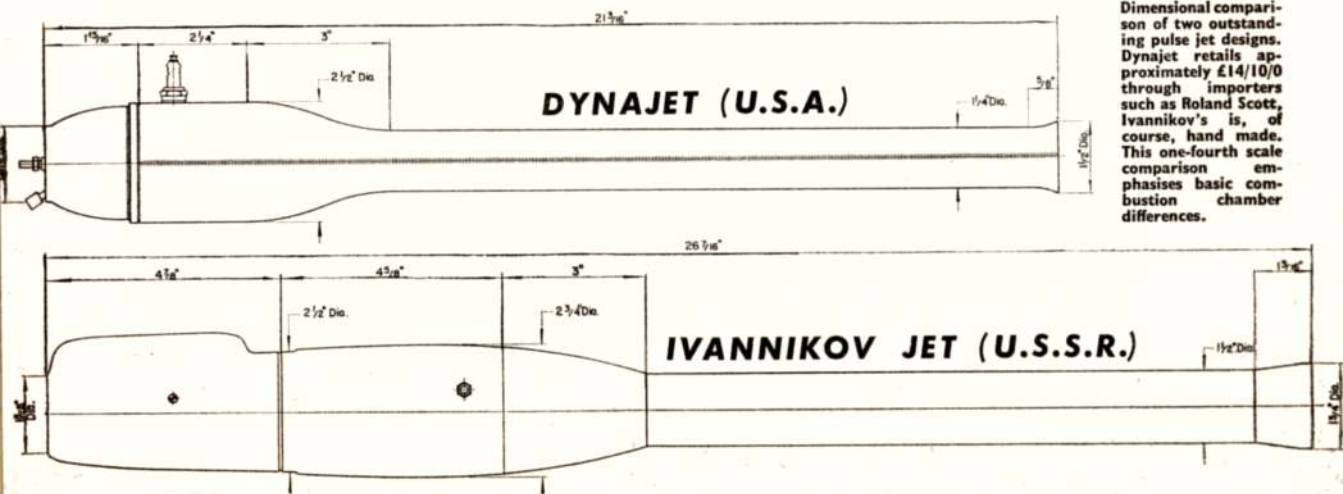 Dimensional compari-
son of two outstand-
ing pulse jet designs.
Dynajet retails ap-
proximately £14/10/0
through importers
such as Roland Scott,
Ivannikov's is, of
course, hand made.
This one-fourth scale
comparison em-
phasises basic com-
bustion chamber
differences.
21 3/16"
1 13/16"
2 1/4"
3"
2 1/2" Dia.
DYNAJET (U.S.A.)
1 1/4" Dia.
5/8"
1 1/2" Dia.
26 7/16"
4 7/8"
4 5/8"
3"
1 3/16"
2 1/2" Dia.
2 3/4 Dia.
IVANNIKOV JET (U.S.S.R.)
1 1/2" Dia.
Dia.
1 3/4" Dia.